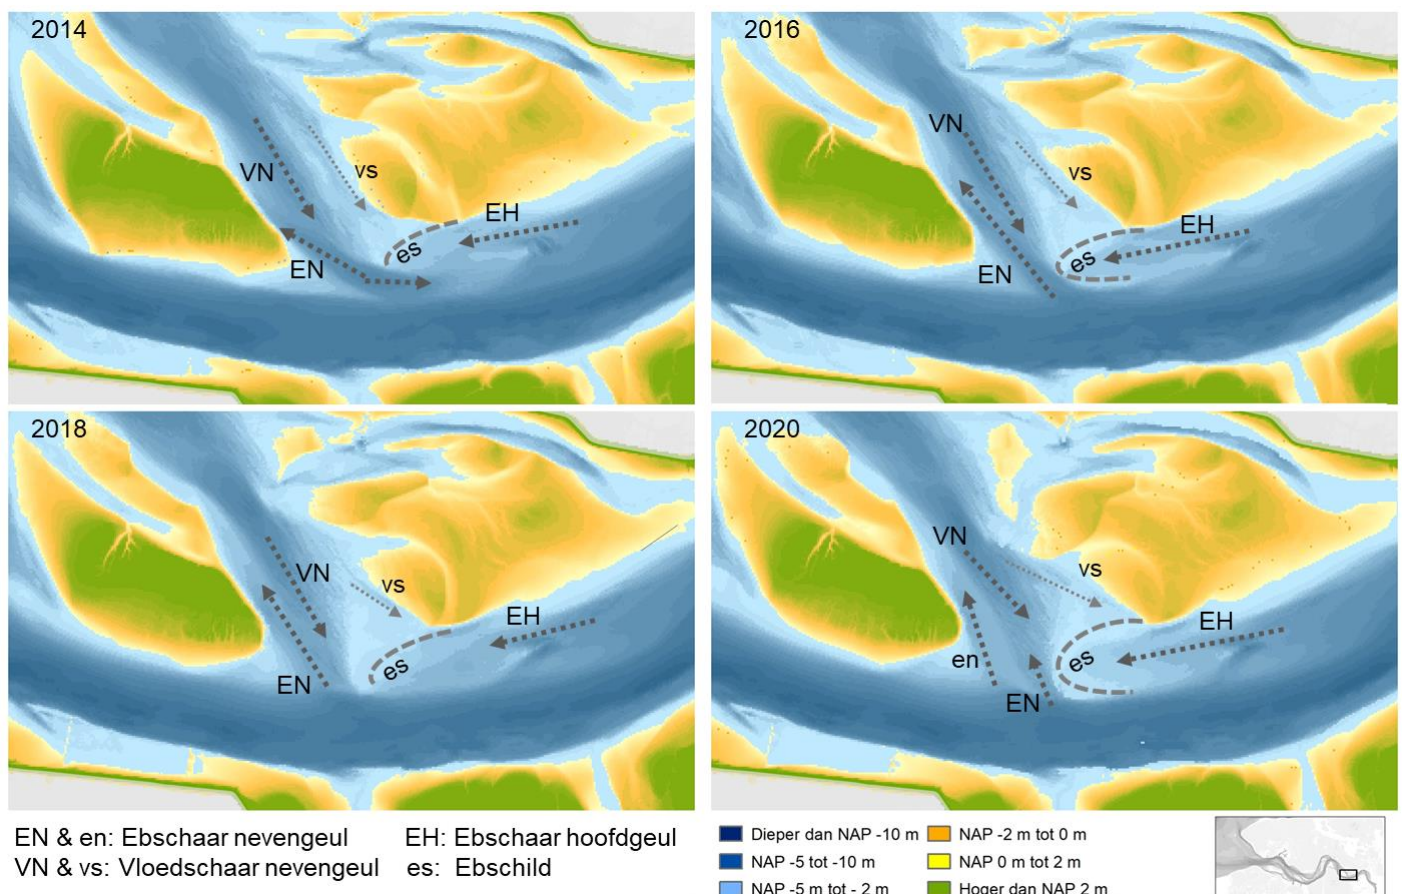 2014
VN
vs
EH
es
EN
2016
VN
vs
EH
es
EN
2018
VN
vs
EH
es
EN
2020
VN
vs
EH
es
en
EN
EN & en: Ebschaar nevengeul
VN & vs: Vloedschaar nevengeul
EH: Ebschaar hoofdgeul
es: Ebschild
Dieper dan NAP -10 m
NAP -5 tot -10 m
NAP -5 m tot - 2 m
NAP -2 m tot 0 m
NAP 0 m tot 2 m
Hoger dan NAP 2 m